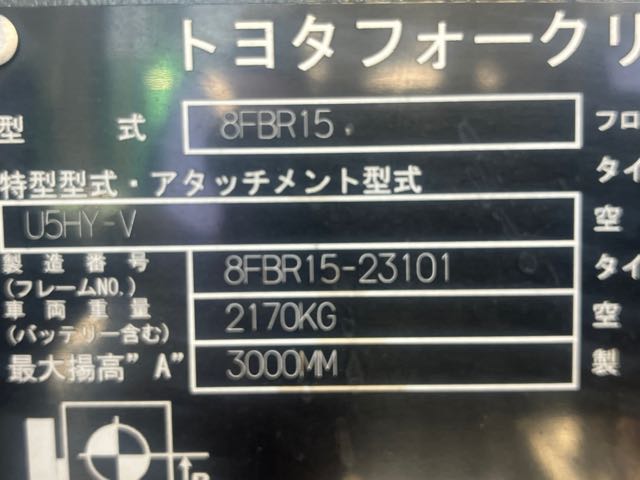 トヨタフォークリ
型式 8FBR15 フロ
特型型式・アタッチメント型式 タイ
U5HY-V 空
製造番号 8FBR15-23101 タイ
(フレームNO.)
車両重量 2170KG 空
(バッテリー含む)
最大揚高"A" 3000MM 製